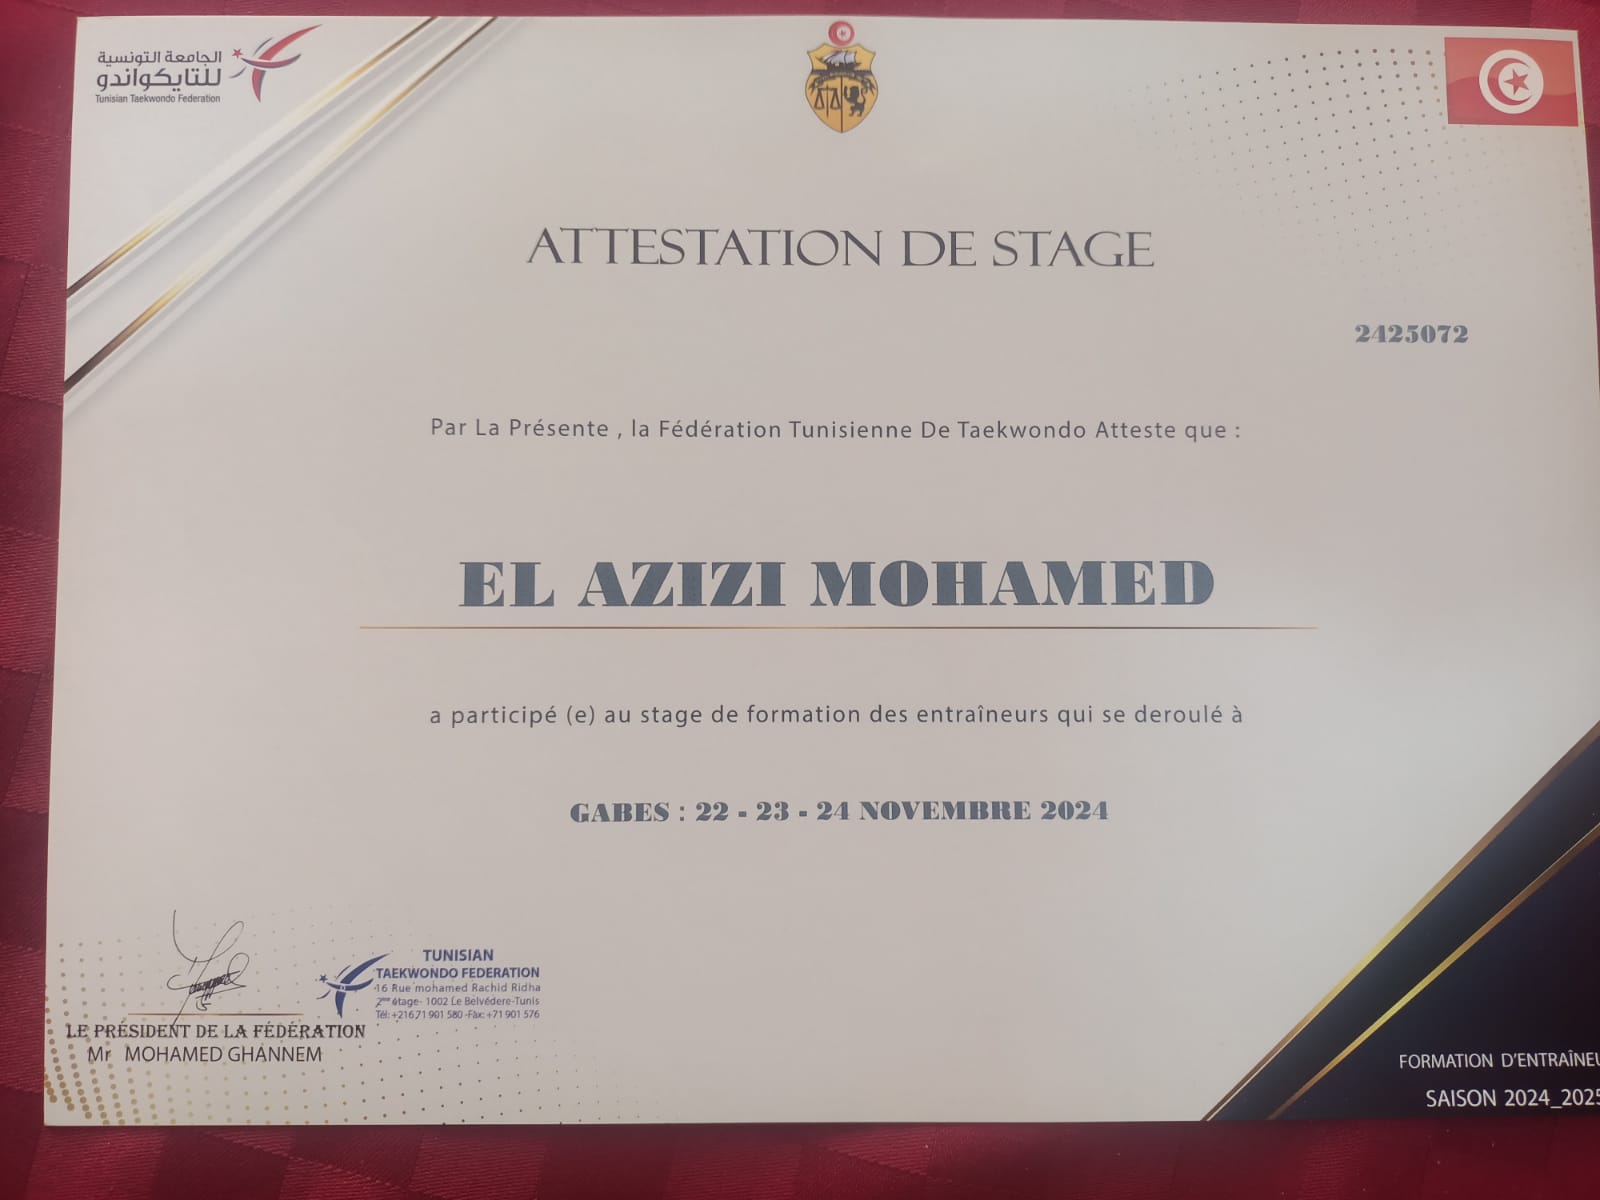 الجامعة التونسية
للتايكواندو
Tunisian Taekwondo Federation
ATTESTATION DE STAGE
2425072
Par La Présente , la Fédération Tunisienne De Taekwondo Atteste que :
EL AZIZI MOHAMED
a participé (e) au stage de formation des entraîneurs qui se deroulé à
GABES : 22 - 23 - 24 NOVEMBRE 2024
TUNISIAN
TAEKWONDO FEDERATION
16 Rue mohamed Rachid Ridha
2ème étage- 1002 Le Belvédere-Tunis
Tél: +216 71 901 580 -Fax: +71 901 576
LE PRÉSIDENT DE LA FÉDÉRATION
Mr MOHAMED GHANNEM
FORMATION D'ENTRAÎNEU
SAISON 2024_2025